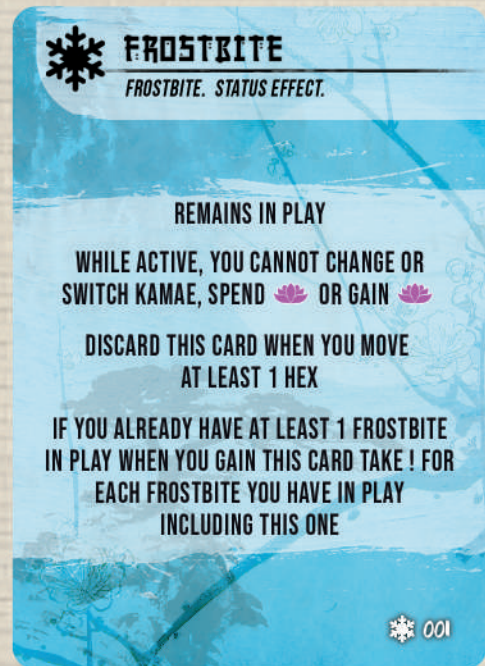 FROSTBITE
FROSTBITE. STATUS EFFECT.
REMAINS IN PLAY
WHILE ACTIVE, YOU CANNOT CHANGE OR
SWITCH KAMAE, SPEND OR GAIN
DISCARD THIS CARD WHEN YOU MOVE
AT LEAST 1 HEX
IF YOU ALREADY HAVE AT LEAST 1 FROSTBITE
IN PLAY WHEN YOU GAIN THIS CARD TAKE ! FOR
EACH FROSTBITE YOU HAVE IN PLAY
INCLUDING THIS ONE
001